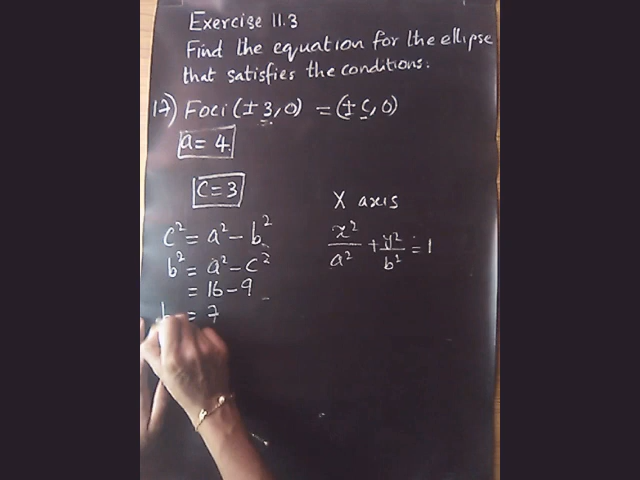 Exercise 11.3
Find the equation for the ellipse
that satisfies the conditions.
17) Foci (± 3, 0) = (± c, 0)
a = 4
c = 3
X axis
c² = a² - b²
x²/a² + y²/b² = 1
b² = a² - c²
= 16 - 9
b = 7